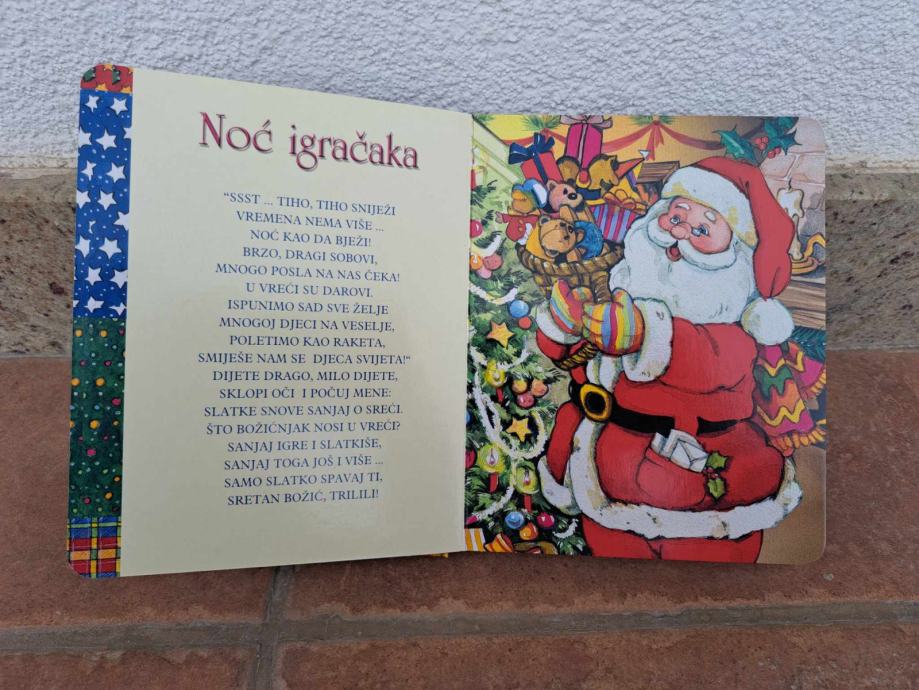 Noć igračaka
“SSST ... TIHO, TIHO SNIJEŽI
VREMENA NEMA VIŠE ...
NOĆ KAO DA BJEŽI!
BRZO, DRAGI SOBOVI,
MNOGO POSLA NA NAS ČEKA!
U VREĆI SU DAROVI.
ISPUNIMO SAD SVE ŽELJE
MNOGOJ DJECI NA VESELJE,
POLETIMO KAO RAKETA,
SMIJEŠE NAM SE DJECA SVIJETA!“
DIJETE DRAGO, MILO DIJETE,
SKLOPI OČI I POČUJ MENE:
SLATKE SNOVE SANJAJ O SREĆI.
ŠTO BOŽIĆNJAK NOSI U VREĆI?
SANJAJ IGRE I SLATKIŠE,
SANJAJ TOGA JOŠ I VIŠE ...
SAMO SLATKO SPAVAJ TI,
SRETAN BOŽIĆ, TRILILI!